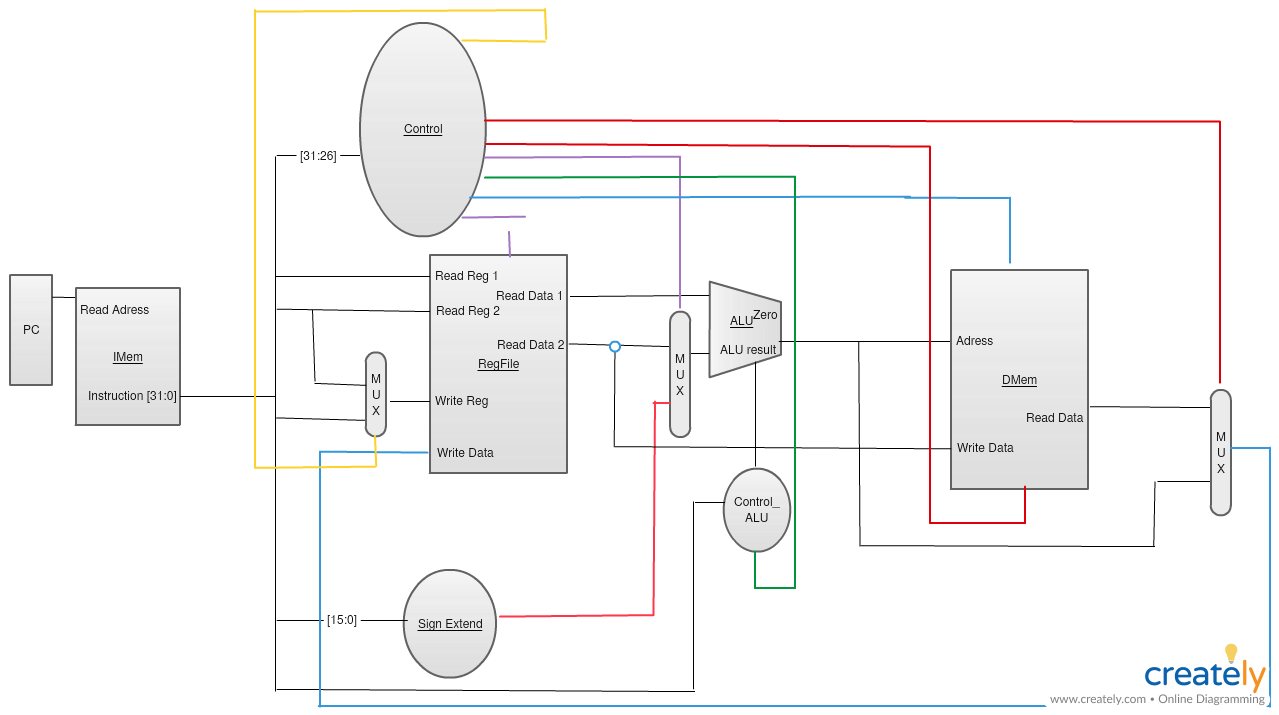 Control
[31:26]
Read Reg 1
Read Data 1
Read Reg 2
Read Data 2
RegFile
Write Reg
Write Data
PC
Read Adress
IMem
Instruction [31:0]
M
U
X
M
U
X
Zero
ALU
ALU result
Adress
DMem
Read Data
Write Data
M
U
X
Control_
ALU
[15:0]
Sign Extend
creately
www.creately.com • Online Diagramming